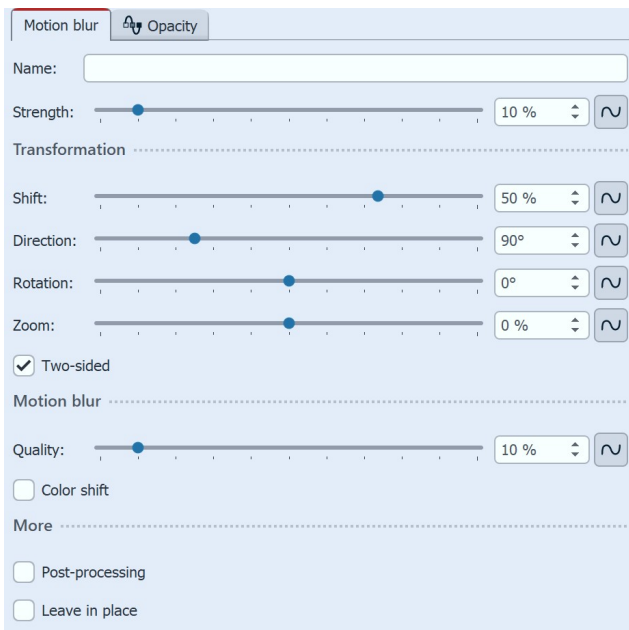 Motion blur Opacity
Name:
Strength: 10 %
Transformation
Shift: 50 %
Direction: 90°
Rotation: 0°
Zoom: 0 %
Two-sided
Motion blur
Quality: 10 %
Color shift
More
Post-processing
Leave in place